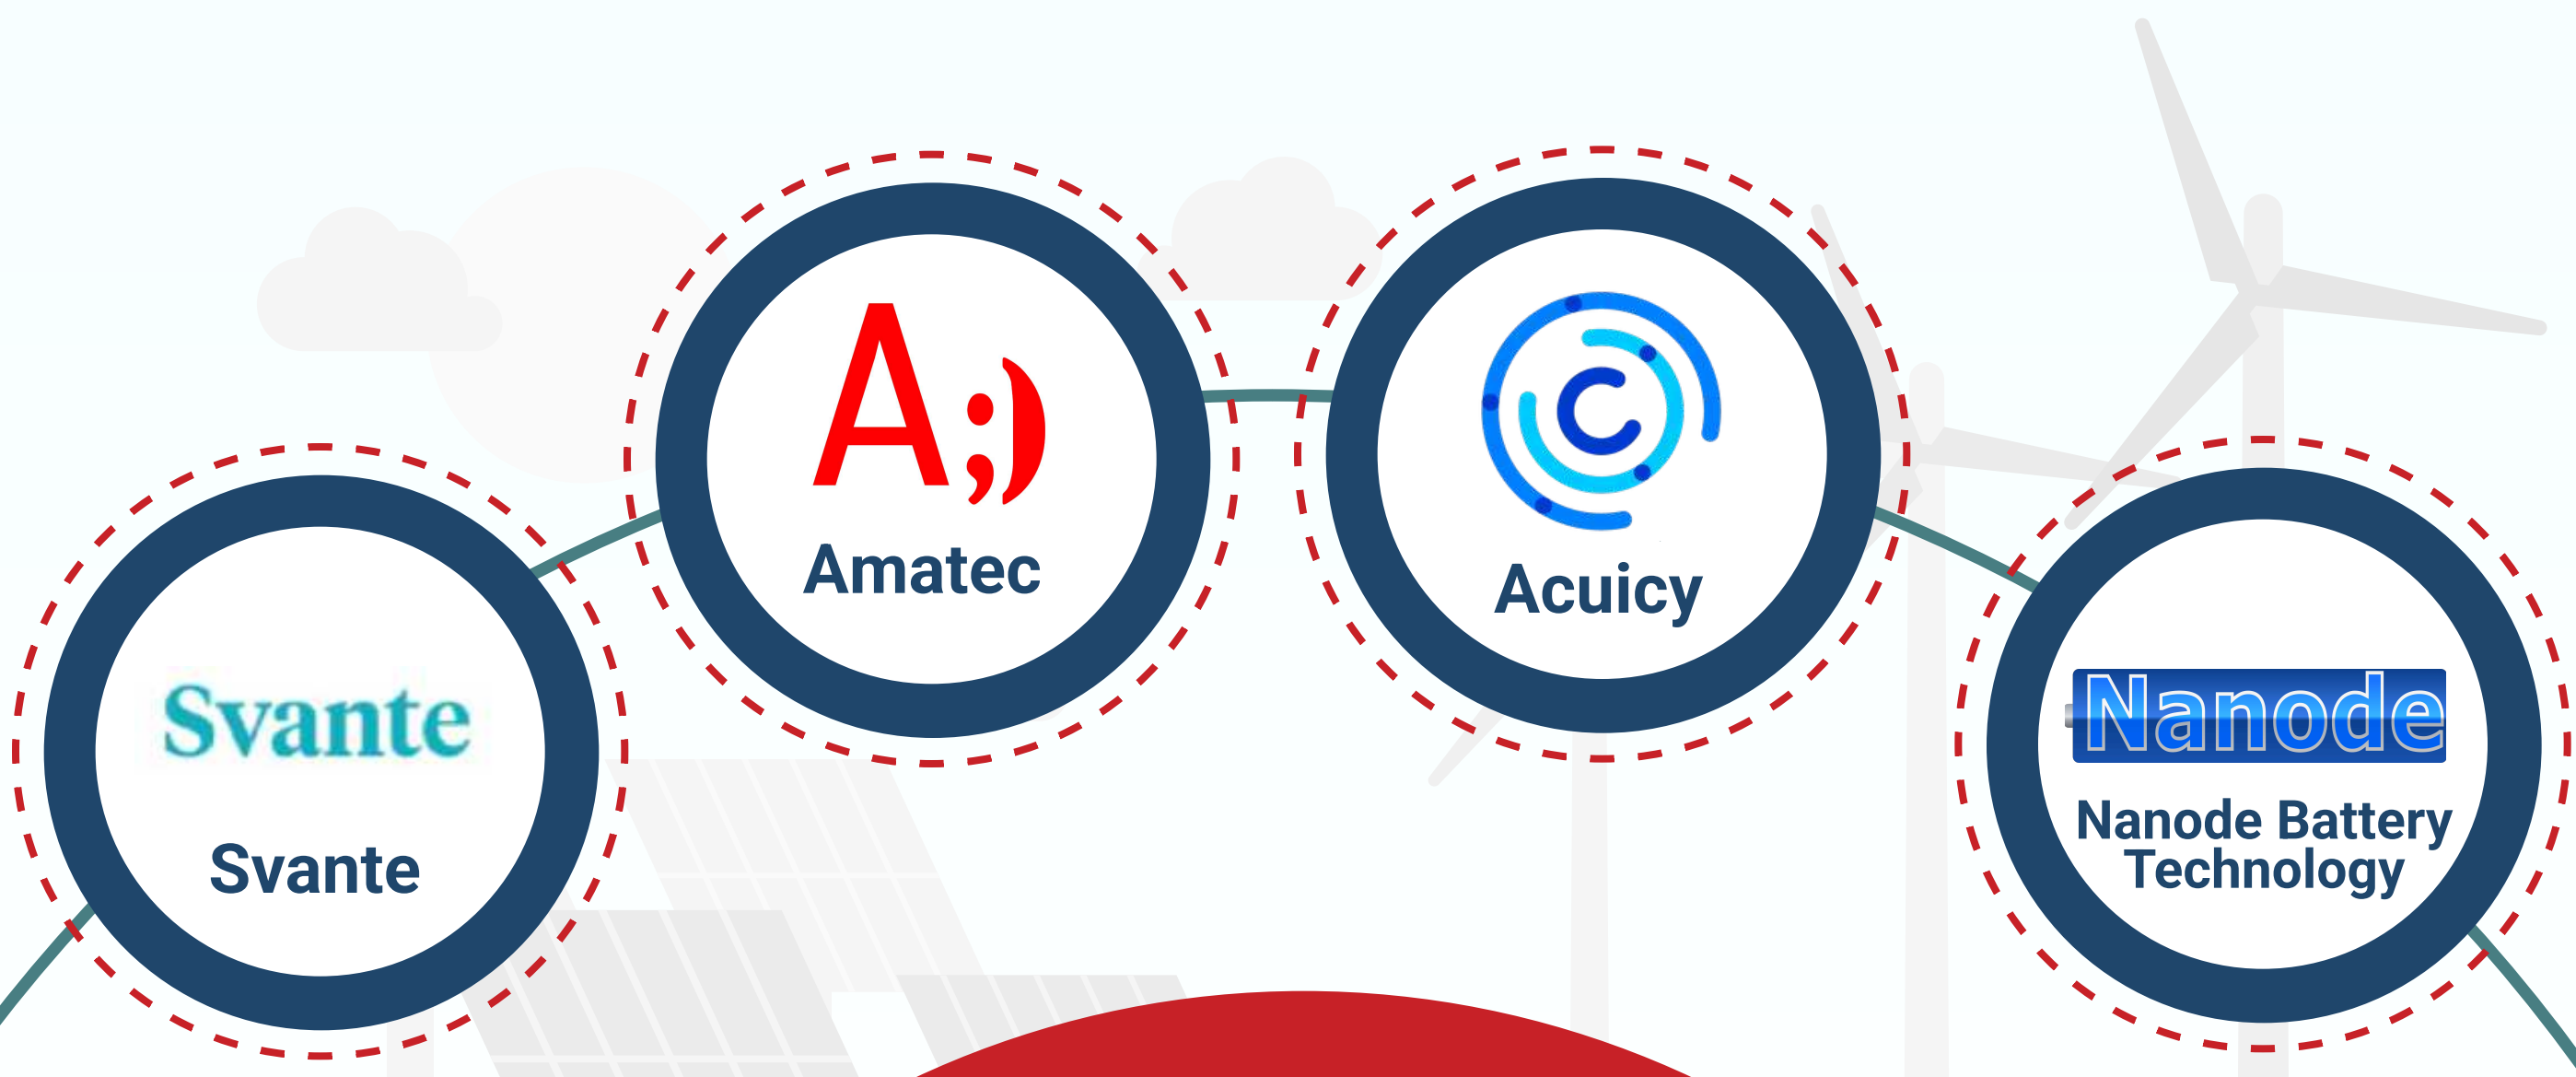 Svante
Svante
A;)
Amatec
Acuicy
Nanode
Nanode Battery
Technology